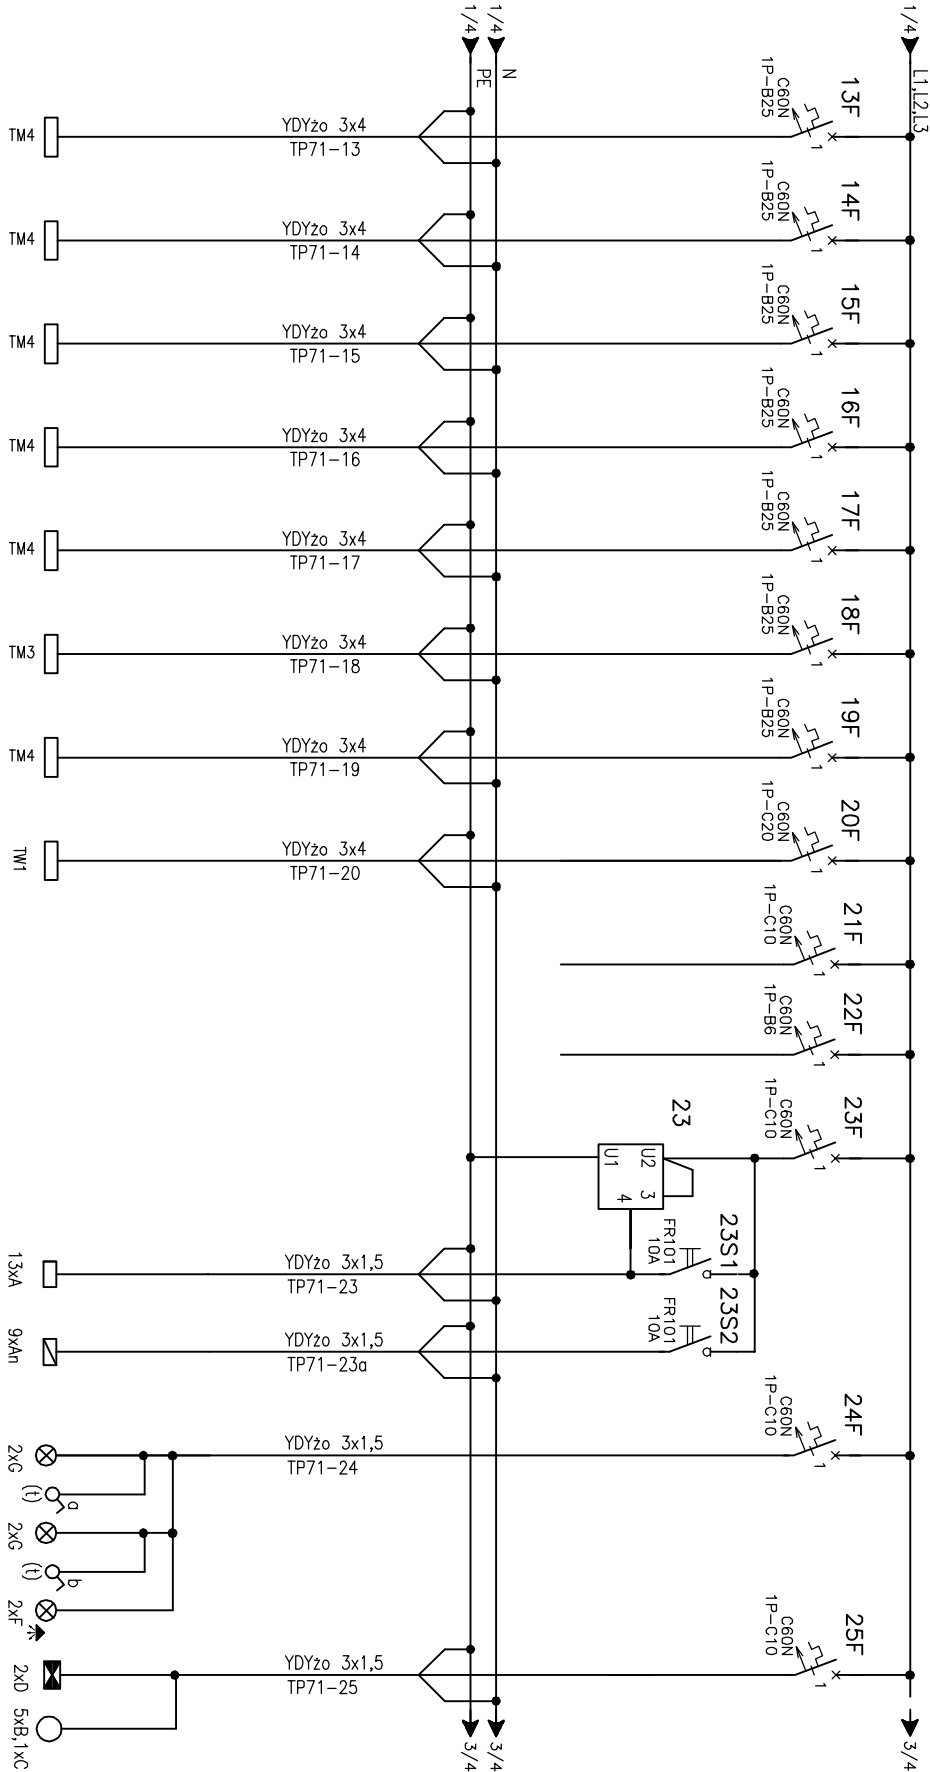 1/4
1/4
1/4
N
PE
L1,L2,L3
13F
C60N
1P-B25
1
YDYżo 3x4
TP71-13
TM4
14F
C60N
1P-B25
1
YDYżo 3x4
TP71-14
TM4
15F
C60N
1P-B25
1
YDYżo 3x4
TP71-15
TM4
16F
C60N
1P-B25
1
YDYżo 3x4
TP71-16
TM4
17F
C60N
1P-B25
1
YDYżo 3x4
TP71-17
TM4
18F
C60N
1P-B25
1
YDYżo 3x4
TP71-18
TM3
19F
C60N
1P-B25
1
YDYżo 3x4
TP71-19
TM4
20F
C60N
1P-C20
1
YDYżo 3x4
TP71-20
TW1
21F
C60N
1P-C10
1
22F
C60N
1P-B6
1
23F
C60N
1P-C10
1
23
U1
U2
3
4
23S1
FR101
10A
YDYżo 3x1,5
TP71-23
13xA
23S2
FR101
10A
YDYżo 3x1,5
TP71-23a
9xAn
24F
C60N
1P-C10
1
YDYżo 3x1,5
TP71-24
2xG
(t)
a
2xG
(t)
b
2xF
25F
C60N
1P-C10
1
YDYżo 3x1,5
TP71-25
2xD
5xB,1xC
3/4
3/4
3/4